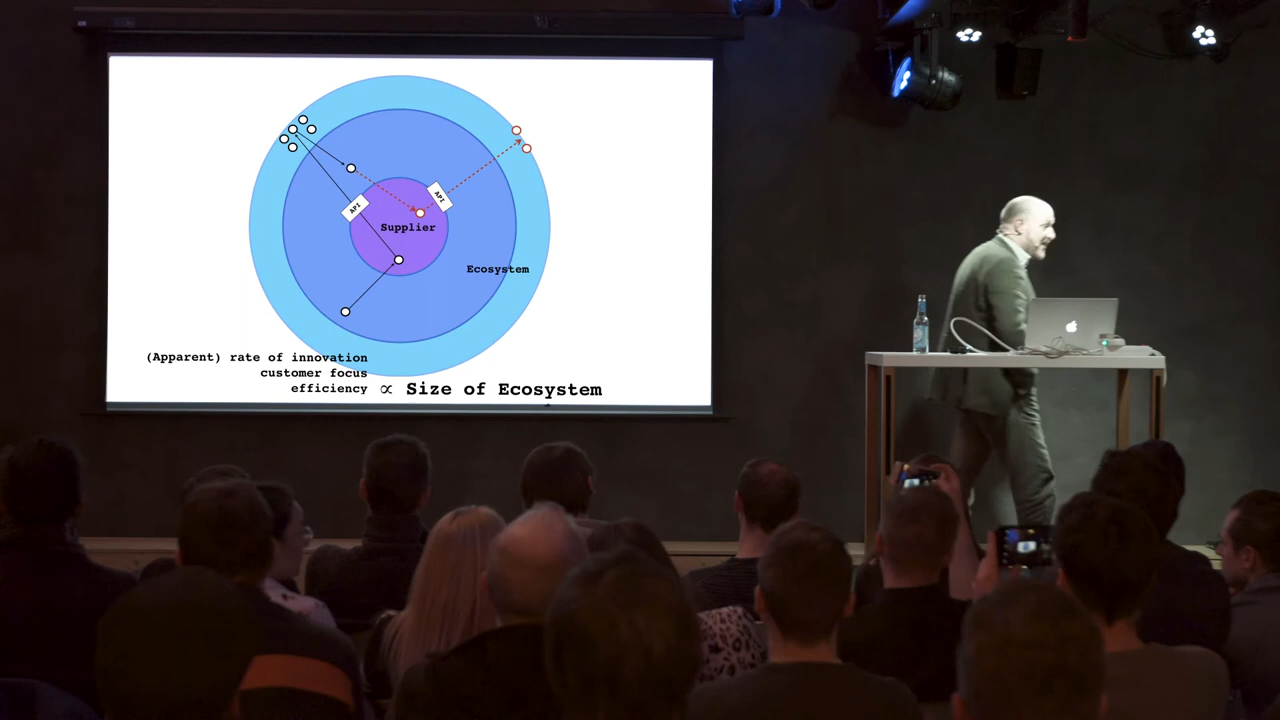 API
API
Supplier
Ecosystem
(Apparent) rate of innovation
customer focus
efficiency ∝ Size of Ecosystem